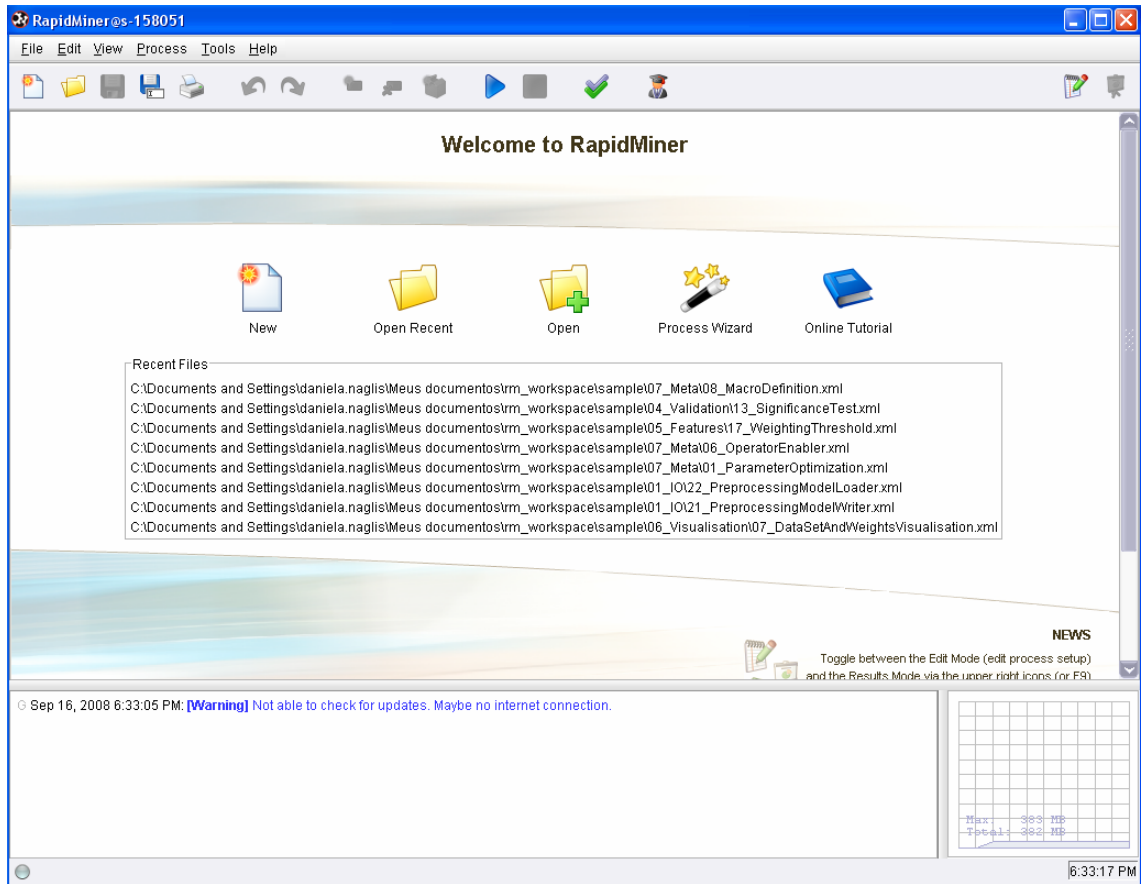 RapidMiner@s-158051
File Edit View Process Tools Help
Welcome to RapidMiner
New Open Recent Open Process Wizard Online Tutorial
Recent Files
C:\Documents and Settings\daniela.naglis\Meus documentos\rm_workspace\sample\07_Meta\08_MacroDefinition.xml
C:\Documents and Settings\daniela.naglis\Meus documentos\rm_workspace\sample\04_Validation\13_SignificanceTest.xml
C:\Documents and Settings\daniela.naglis\Meus documentos\rm_workspace\sample\05_Features\17_WeightingThreshold.xml
C:\Documents and Settings\daniela.naglis\Meus documentos\rm_workspace\sample\07_Meta\06_OperatorEnabler.xml
C:\Documents and Settings\daniela.naglis\Meus documentos\rm_workspace\sample\07_Meta\01_ParameterOptimization.xml
C:\Documents and Settings\daniela.naglis\Meus documentos\rm_workspace\sample\01_IO\22_PreprocessingModelLoader.xml
C:\Documents and Settings\daniela.naglis\Meus documentos\rm_workspace\sample\01_IO\21_PreprocessingModelWriter.xml
C:\Documents and Settings\daniela.naglis\Meus documentos\rm_workspace\sample\06_Visualisation\07_DataSetAndWeightsVisualisation.xml
NEWS
Toggle between the Edit Mode (edit process setup)
and the Results Mode via the upper right icons (or F9)
G Sep 16, 2008 6:33:05 PM: [Warning] Not able to check for updates. Maybe no internet connection.
Max: 383 MB
Total: 382 MB
6:33:17 PM